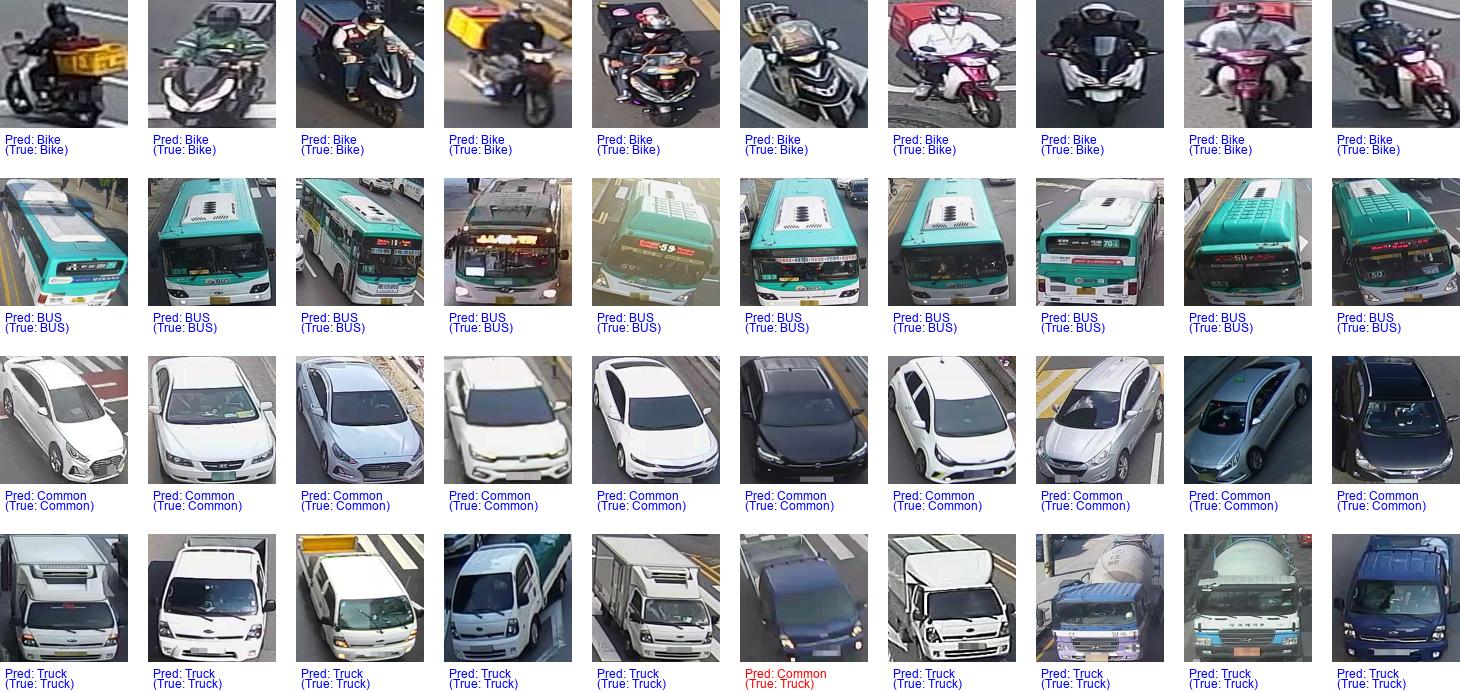 Pred: Bike
(True: Bike)
Pred: Bike
(True: Bike)
Pred: Bike
(True: Bike)
Pred: Bike
(True: Bike)
Pred: Bike
(True: Bike)
Pred: Bike
(True: Bike)
Pred: Bike
(True: Bike)
Pred: Bike
(True: Bike)
Pred: Bike
(True: Bike)
Pred: Bike
(True: Bike)
59
70-3
60
50
Pred: BUS
(True: BUS)
Pred: BUS
(True: BUS)
Pred: BUS
(True: BUS)
Pred: BUS
(True: BUS)
Pred: BUS
(True: BUS)
Pred: BUS
(True: BUS)
Pred: BUS
(True: BUS)
Pred: BUS
(True: BUS)
Pred: BUS
(True: BUS)
Pred: BUS
(True: BUS)
Pred: Common
(True: Common)
Pred: Common
(True: Common)
Pred: Common
(True: Common)
Pred: Common
(True: Common)
Pred: Common
(True: Common)
Pred: Common
(True: Common)
Pred: Common
(True: Common)
Pred: Common
(True: Common)
Pred: Common
(True: Common)
Pred: Common
(True: Common)
Pred: Truck
(True: Truck)
Pred: Truck
(True: Truck)
Pred: Truck
(True: Truck)
Pred: Truck
(True: Truck)
Pred: Truck
(True: Truck)
Pred: Common
(True: Truck)
Pred: Truck
(True: Truck)
Pred: Truck
(True: Truck)
Pred: Truck
(True: Truck)
Pred: Truck
(True: Truck)